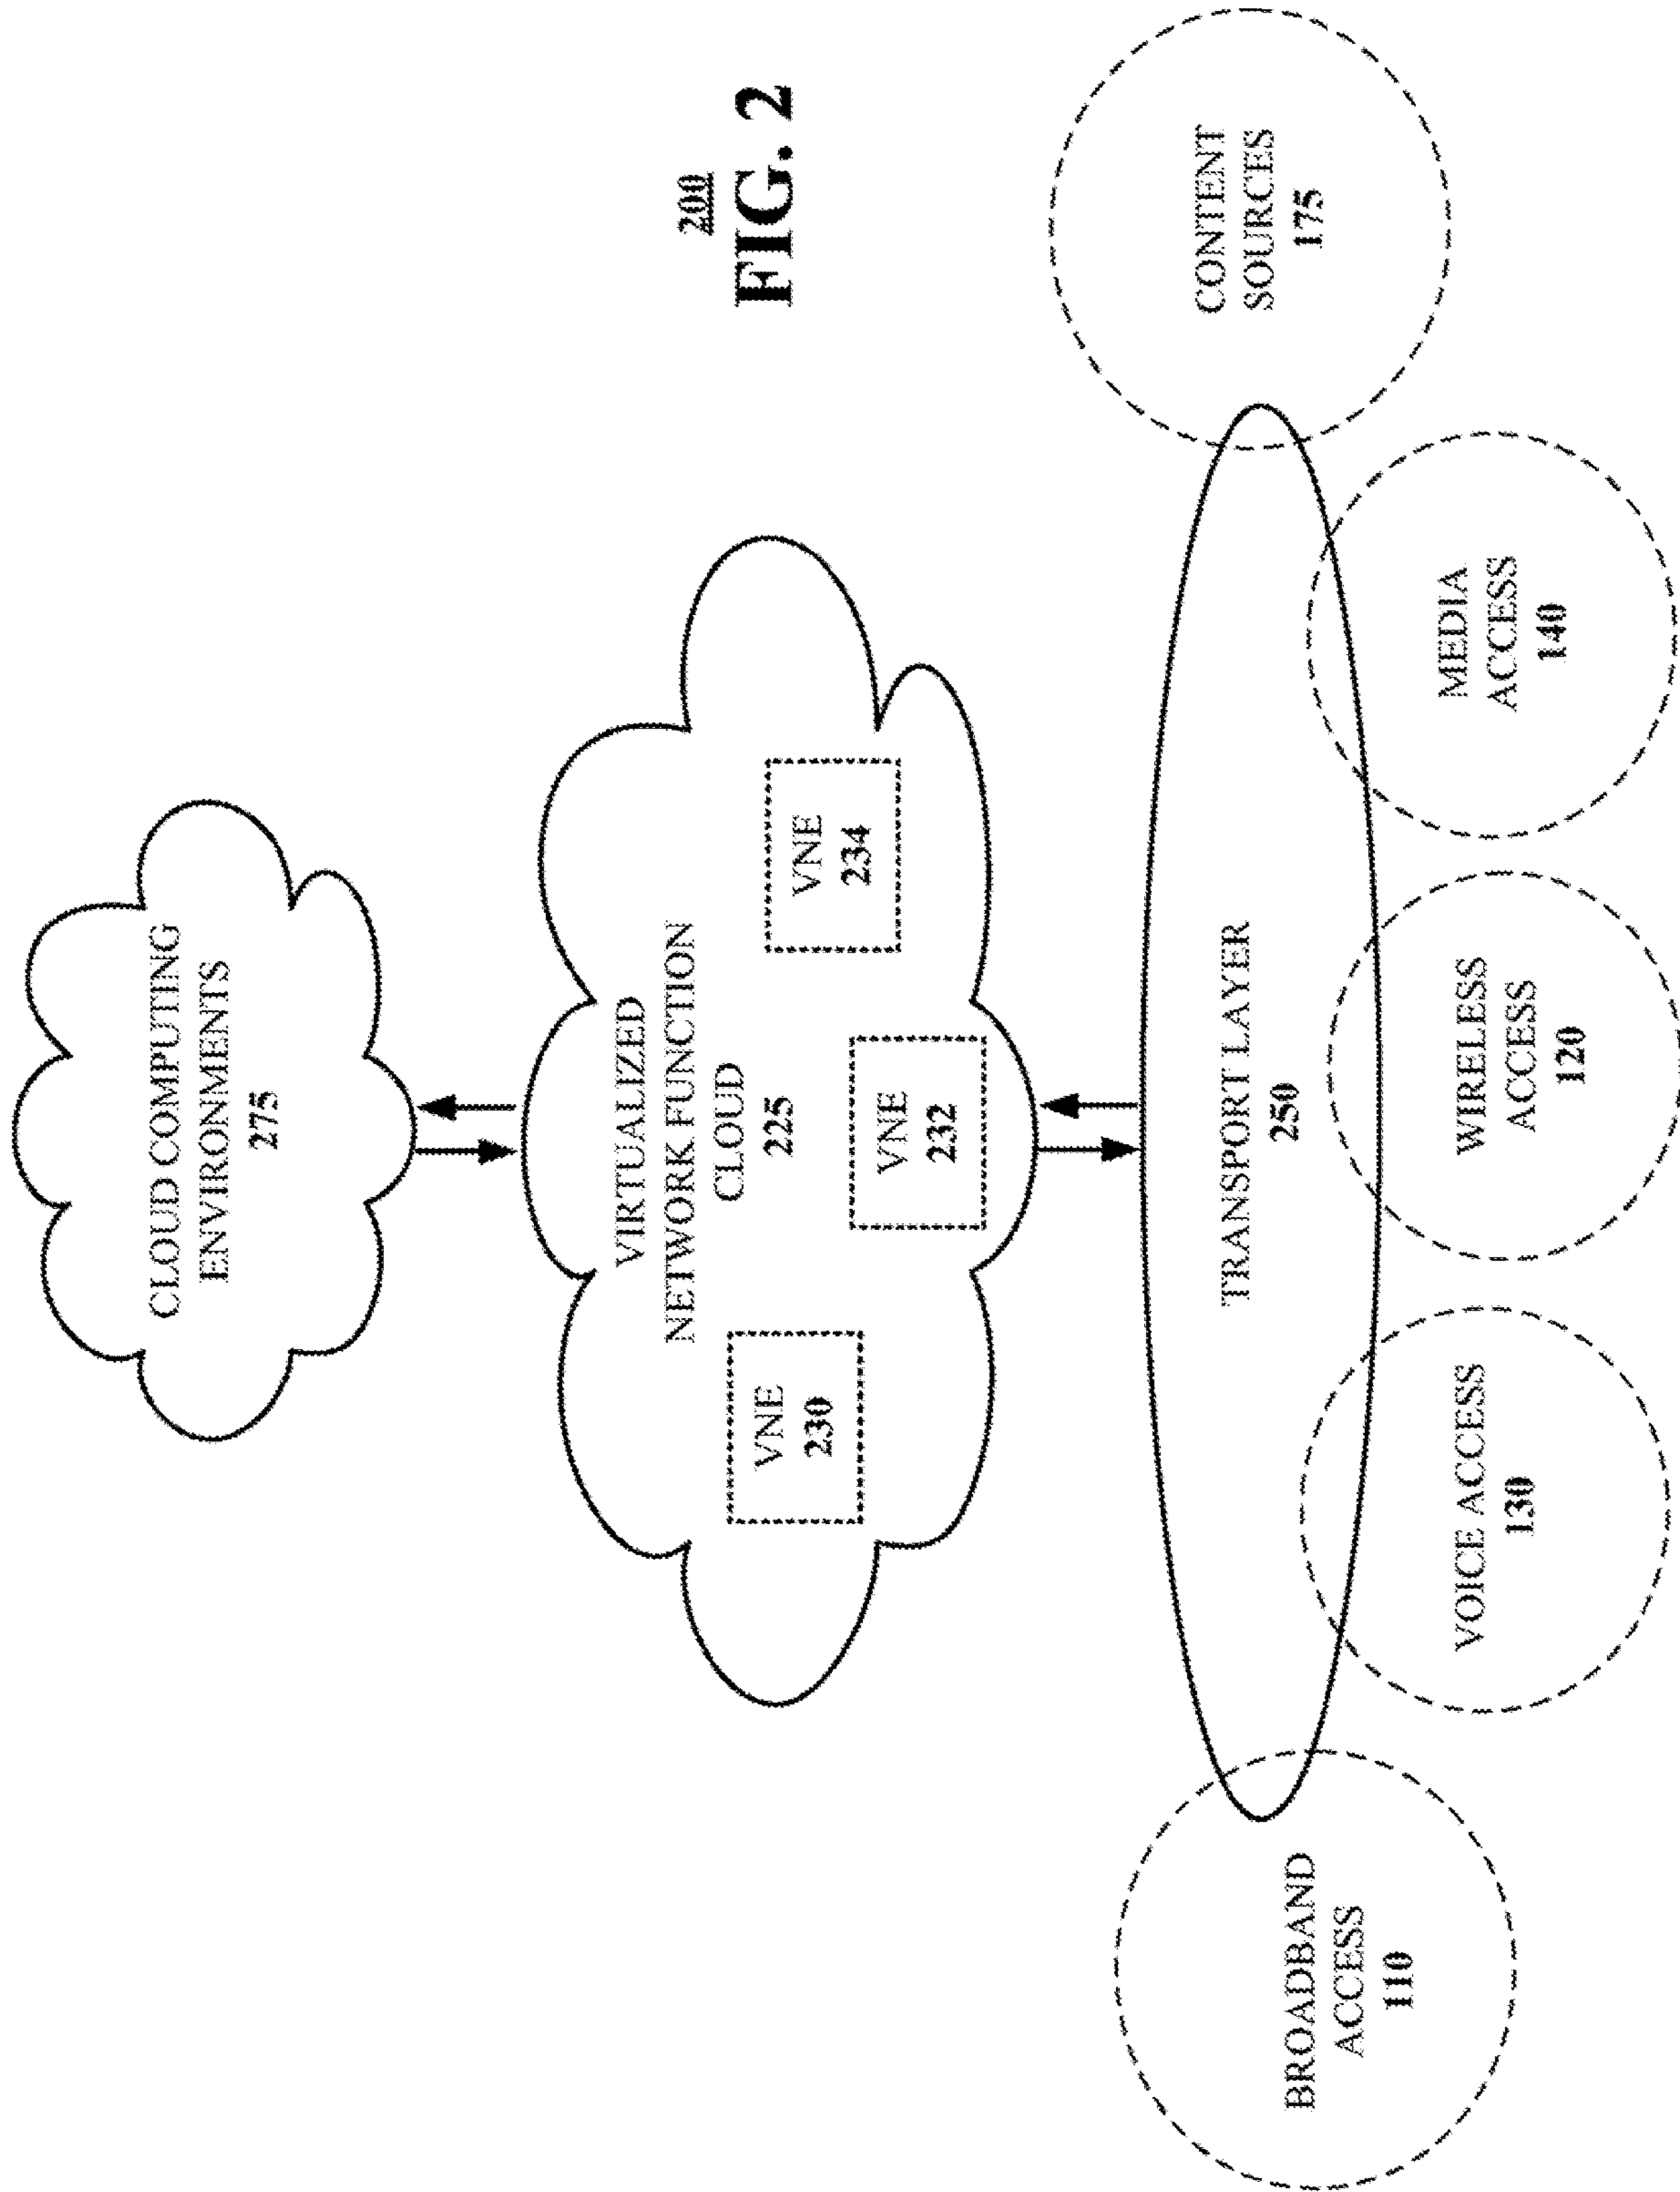 CLOUD COMPUTING
ENVIRONMENTS
275
VIRTUALIZED
NETWORK FUNCTION
CLOUD
225
VNE
230
VNE
232
VNE
234
200
FIG. 2
TRANSPORT LAYER
250
BROADBAND
ACCESS
110
VOICE ACCESS
130
WIRELESS
ACCESS
120
MEDIA
ACCESS
140
CONTENT
SOURCES
175